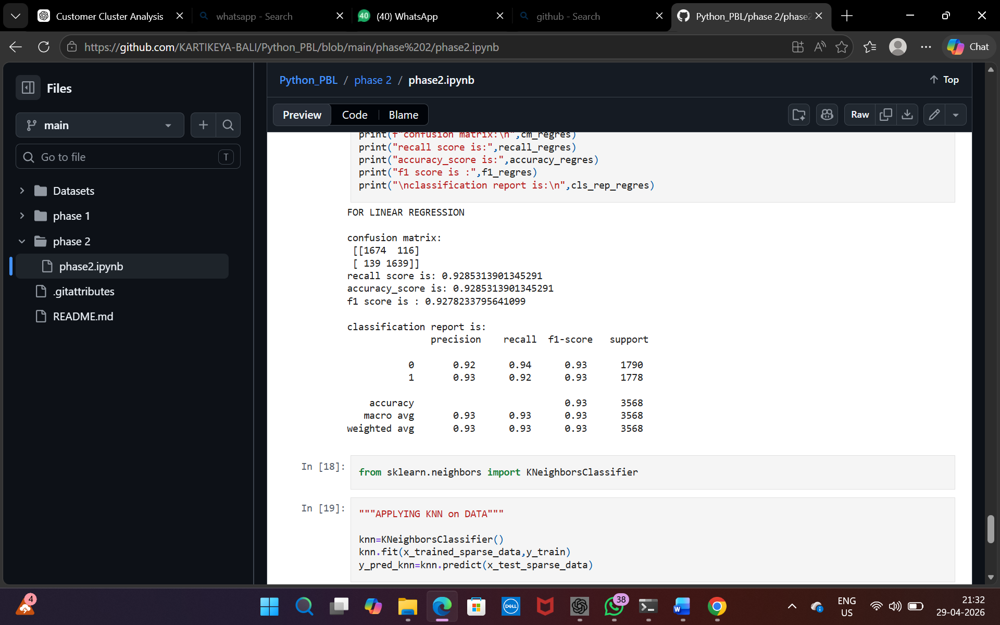 Customer Cluster Analysis
whatsapp - Search
40
(40) WhatsApp
github - Search
Python_PBL/phase 2/phase2
https://github.com/KARTIKEYA-BALI/Python_PBL/blob/main/phase%202/phase2.ipynb
Chat
Files
main
Go to file
T
Datasets
phase 1
phase 2
phase2.ipynb
.gitattributes
README.md
Python_PBL / phase 2 / phase2.ipynb
Top
Preview
Code
Blame
Raw
print(f"confusion matrix:\n",cm_regres)
print("recall score is:",recall_regres)
print("accuracy_score is:",accuracy_regres)
print("f1 score is :",f1_regres)
print("\nclassification report is:\n",cls_rep_regres)
FOR LINEAR REGRESSION
confusion matrix:
[[1674 116]
[ 139 1639]]
recall score is: 0.9285313901345291
accuracy_score is: 0.9285313901345291
f1 score is : 0.9278233795641099
classification report is:
precision recall f1-score support
0 0.92 0.94 0.93 1790
1 0.93 0.92 0.93 1778
accuracy 0.93 3568
macro avg 0.93 0.93 0.93 3568
weighted avg 0.93 0.93 0.93 3568
In [18]:
from sklearn.neighbors import KNeighborsClassifier
In [19]:
"""APPLYING KNN on DATA"""
knn=KNeighborsClassifier()
knn.fit(x_trained_sparse_data,y_train)
y_pred_knn=knn.predict(x_test_sparse_data)
4
DELL
38
W
ENG
US
21:32
29-04-2026